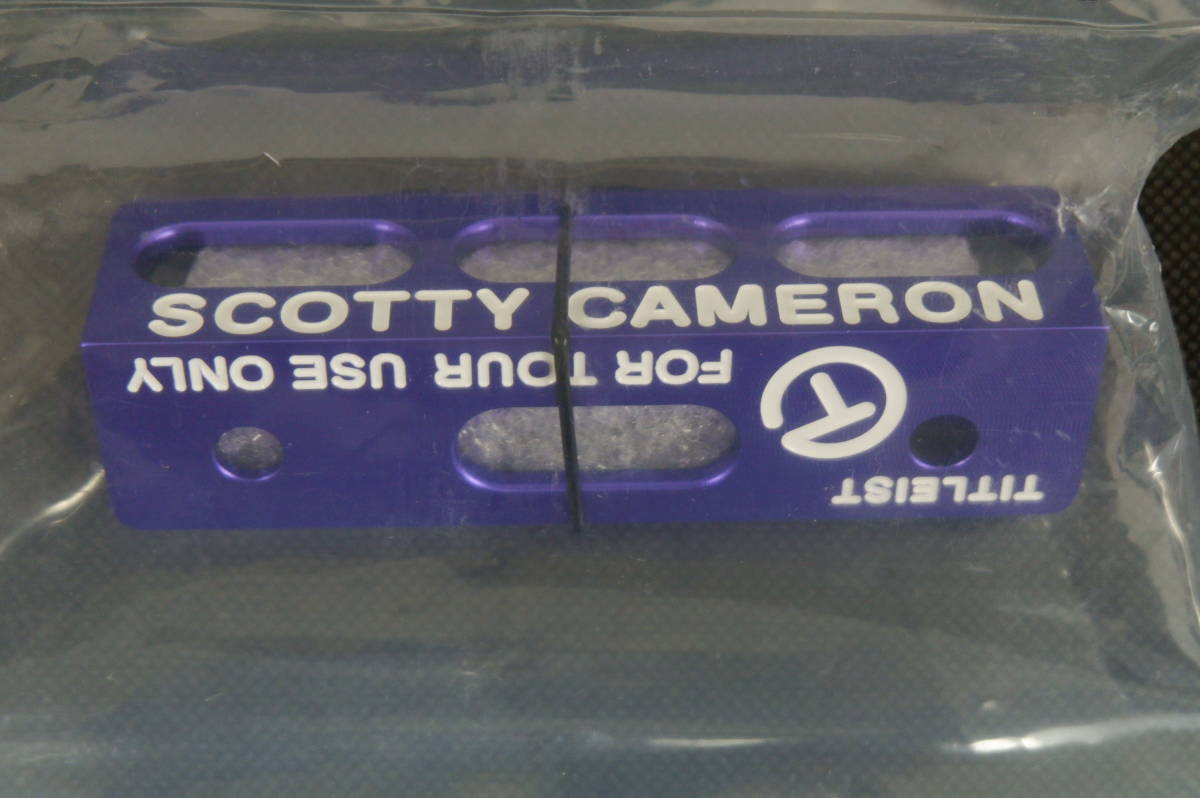 SCOTTY CAMERON
FOR TOUR USE ONLY
T
TITLEIST